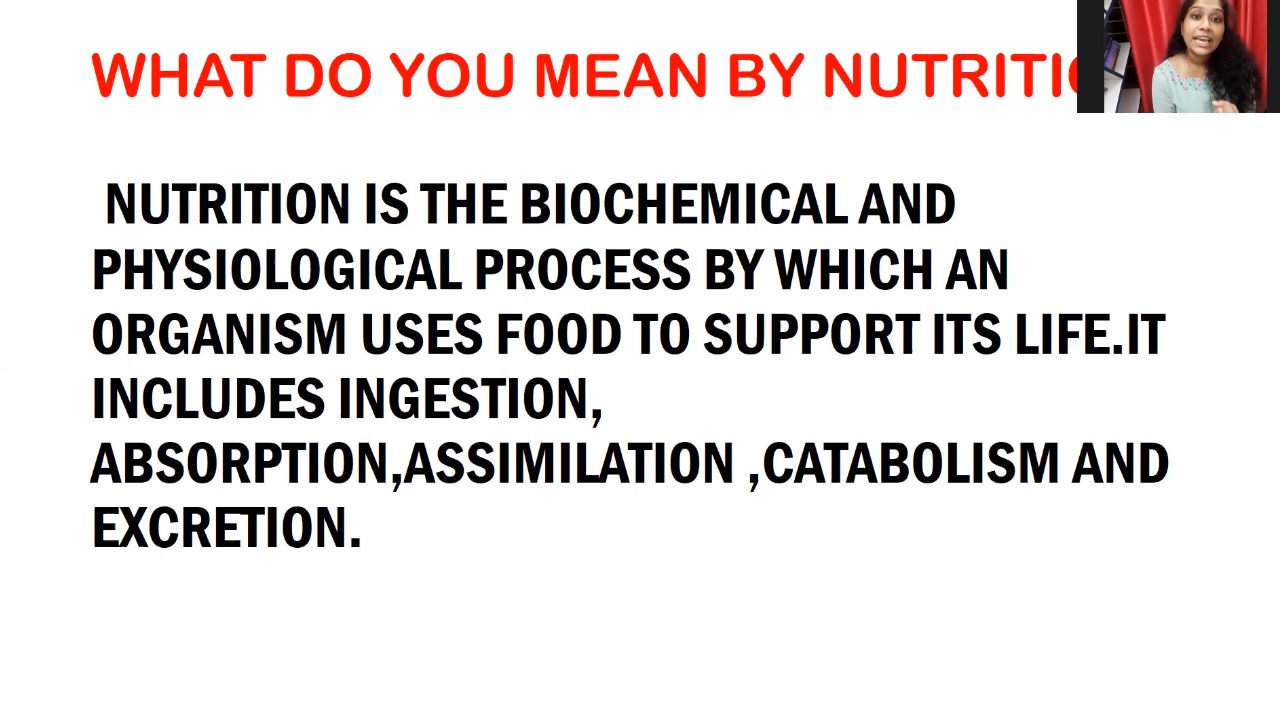 WHAT DO YOU MEAN BY
NUTRITION IS THE BIOCHEMICAL AND
PHYSIOLOGICAL PROCESS BY WHICH AN
ORGANISM USES FOOD TO SUPPORT ITS LIFE.IT
INCLUDES INGESTION,
ABSORPTION,ASSIMILATION ,CATABOLISM AND
EXCRETION.